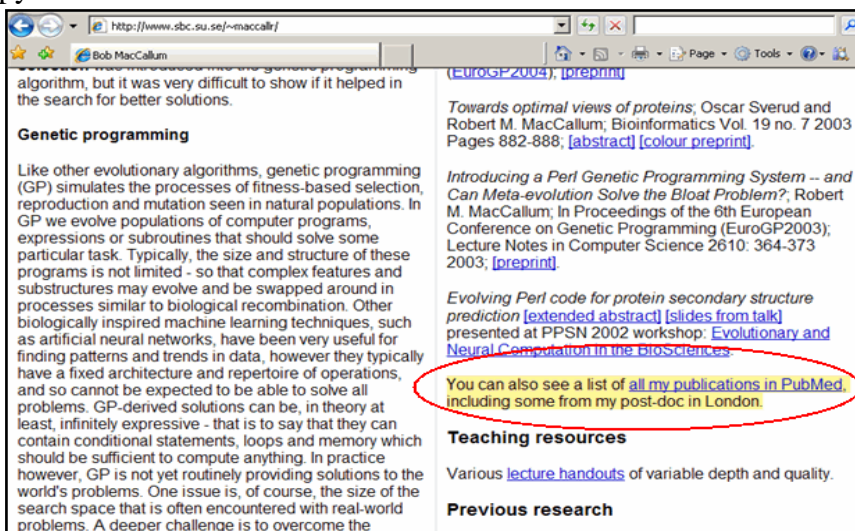 py
http://www.sbc.su.se/~maccallr/
Bob MacCallum
Page
Tools
algorithm, but it was very difficult to show if it helped in
the search for better solutions.
Genetic programming
Like other evolutionary algorithms, genetic programming
(GP) simulates the processes of fitness-based selection,
reproduction and mutation seen in natural populations. In
GP we evolve populations of computer programs,
expressions or subroutines that should solve some
particular task. Typically, the size and structure of these
programs is not limited - so that complex features and
substructures may evolve and be swapped around in
processes similar to biological recombination. Other
biologically inspired machine learning techniques, such
as artificial neural networks, have been very useful for
finding patterns and trends in data, however they typically
have a fixed architecture and repertoire of operations,
and so cannot be expected to be able to solve all
problems. GP-derived solutions can be, in theory at
least, infinitely expressive - that is to say that they can
contain conditional statements, loops and memory which
should be sufficient to compute anything. In practice
however, GP is not yet routinely providing solutions to the
world's problems. One issue is, of course, the size of the
search space that is often encountered with real-world
problems. A deeper challenge is to overcome the
(EuroGP2004); [preprint]
Towards optimal views of proteins; Oscar Sverud and
Robert M. MacCallum; Bioinformatics Vol. 19 no. 7 2003
Pages 882-888; [abstract] [colour preprint].
Introducing a Perl Genetic Programming System -- and
Can Meta-evolution Solve the Bloat Problem?; Robert
M. MacCallum; In Proceedings of the 6th European
Conference on Genetic Programming (EuroGP2003);
Lecture Notes in Computer Science 2610: 364-373
2003; [preprint].
Evolving Perl code for protein secondary structure
prediction [extended abstract] [slides from talk]
presented at PPSN 2002 workshop: Evolutionary and
Neural Computation in the BioSciences.
You can also see a list of all my publications in PubMed,
including some from my post-doc in London.
Teaching resources
Various lecture handouts of variable depth and quality.
Previous research